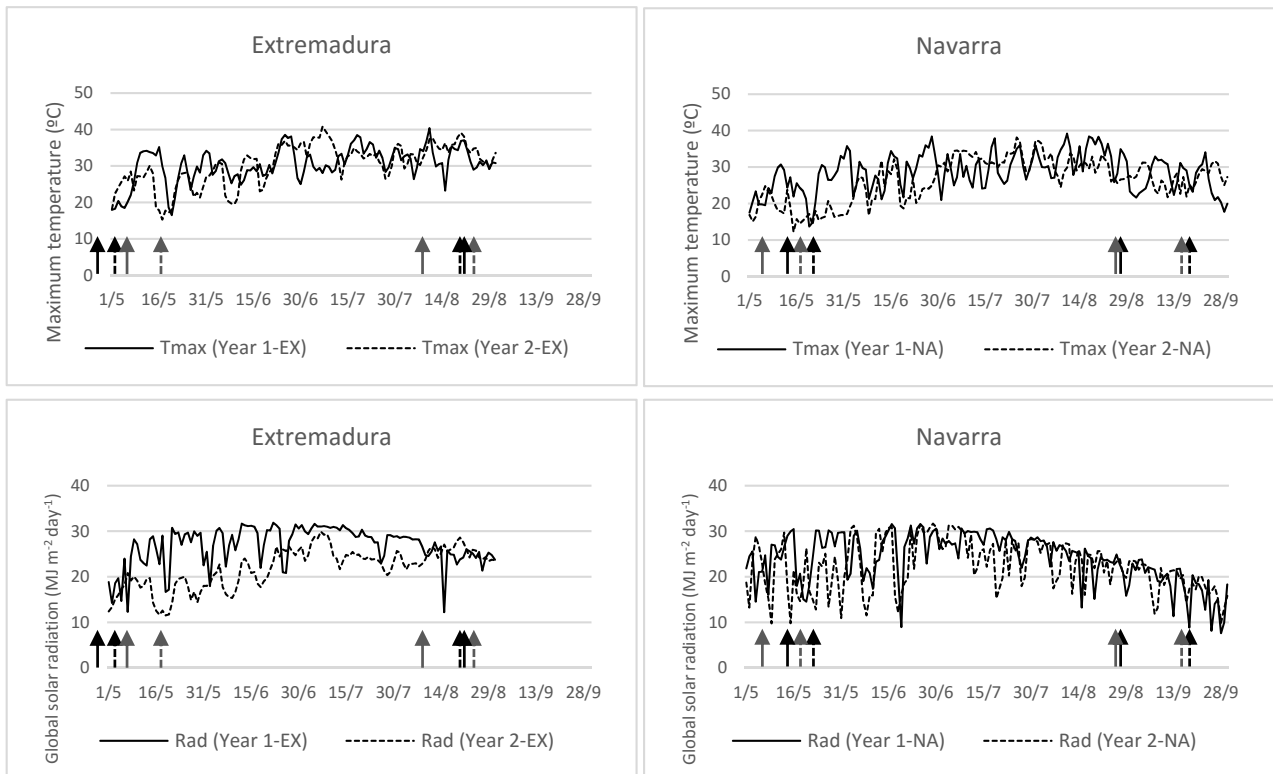 Extremadura
Maximum temperature (ºC)
50
40
30
20
10
0
1/5 16/5 31/5 15/6 30/6 15/7 30/7 14/8 29/8 13/9 28/9
Tmax (Year 1-EX) Tmax (Year 2-EX)
Navarra
Maximum temperature (ºC)
50
40
30
20
10
0
1/5 16/5 31/5 15/6 30/6 15/7 30/7 14/8 29/8 13/9 28/9
Tmax (Year 1-NA) Tmax (Year 2-NA)
Extremadura
Global solar radiation (MJ m⁻² day⁻¹)
40
30
20
10
0
1/5 16/5 31/5 15/6 30/6 15/7 30/7 14/8 29/8 13/9 28/9
Rad (Year 1-EX) Rad (Year 2-EX)
Navarra
Global solar radiation (MJ m⁻² day⁻¹)
40
30
20
10
0
1/5 16/5 31/5 15/6 30/6 15/7 30/7 14/8 29/8 13/9 28/9
Rad (Year 1-NA) Rad (Year 2-NA)